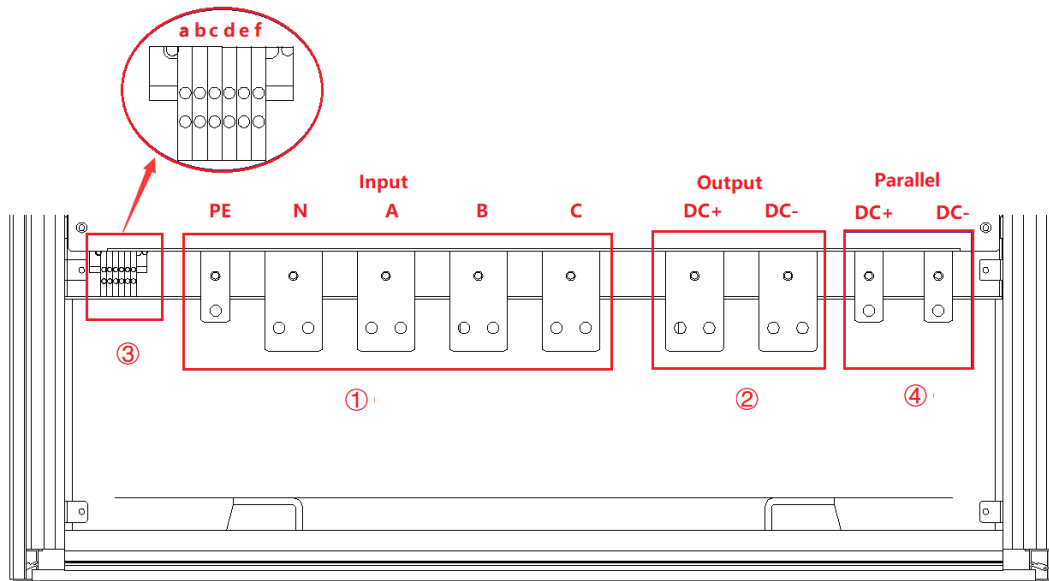 a b c d e f
Input
Output
Parallel
PE N A B C
DC+ DC-
DC+ DC-
③
①
②
④